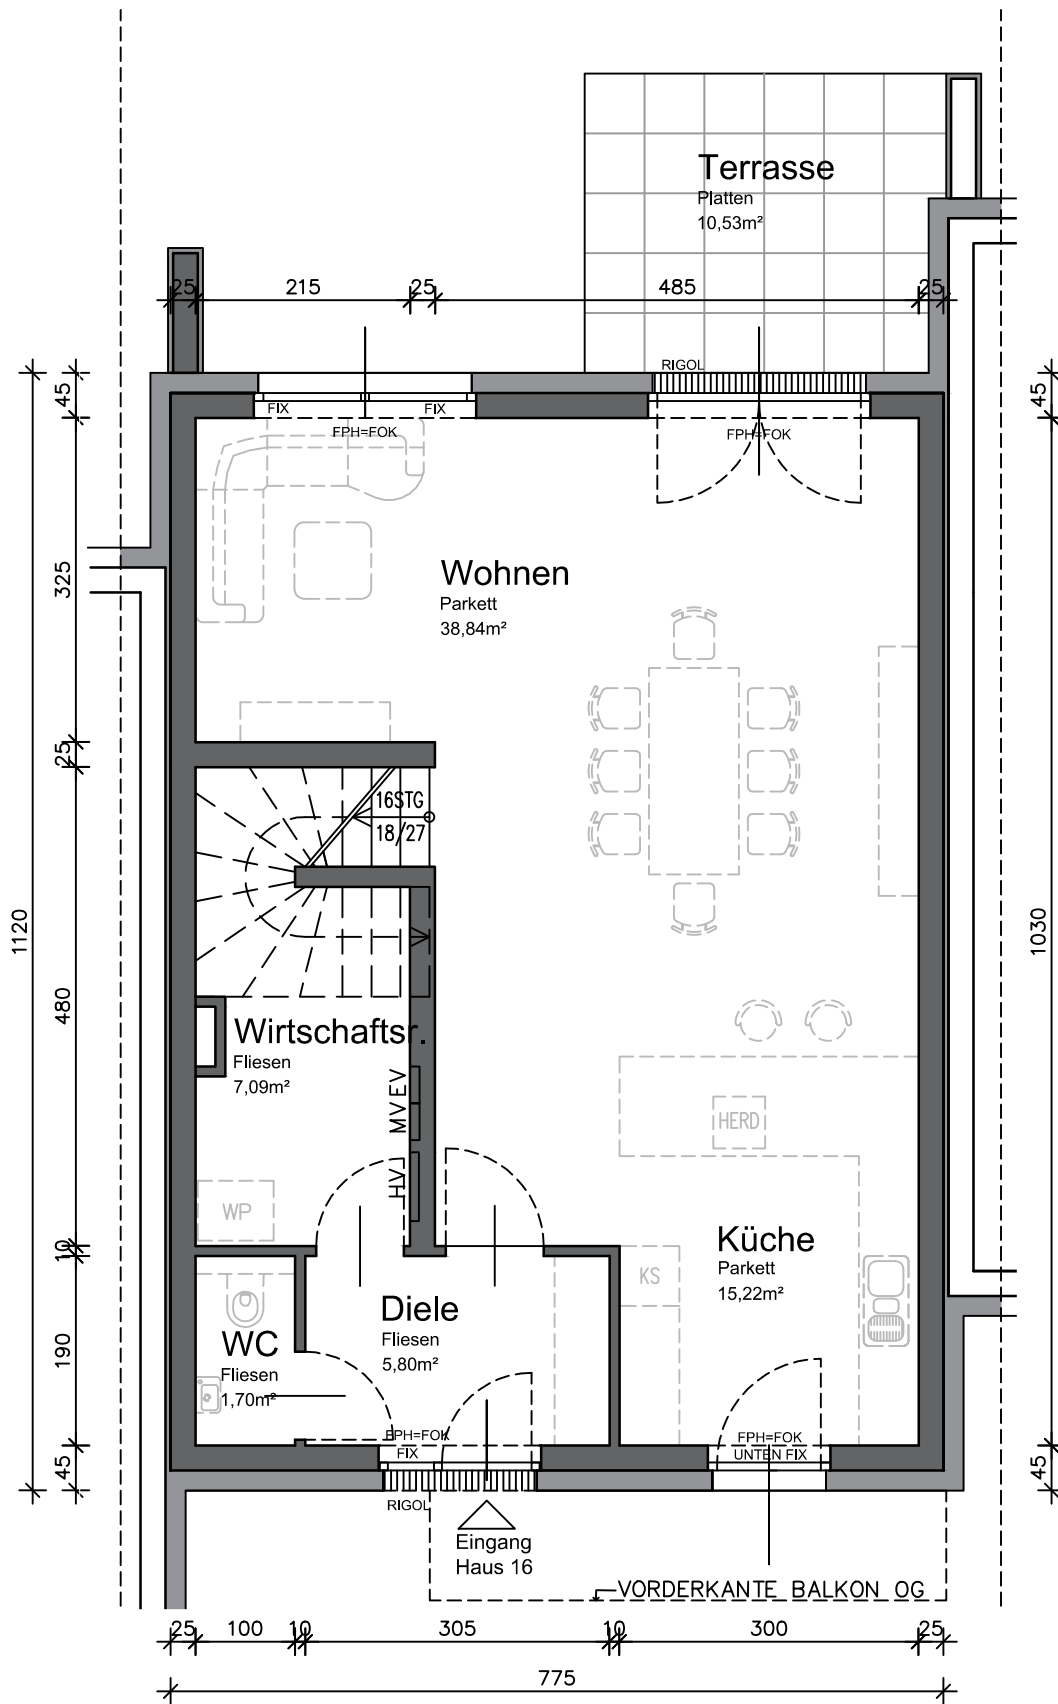 Terrasse
Platten
10,53m²
25
215
25
485
25
RIGOL
45
45
FIX
FIX
FPH=FOK
FPH=FOK
Wohnen
Parkett
38,84m²
325
25
16STG
18/27
1120
1030
480
Wirtschaftsr.
Fliesen
7,09m²
EV
MV
HV
HERD
WP
10
Küche
Parkett
15,22m²
KS
Diele
Fliesen
5,80m²
WC
Fliesen
1,70m²
190
FPH=FOK
FIX
FPH=FOK
UNTEN FIX
45
45
RIGOL
Eingang
Haus 16
VORDERKANTE BALKON OG
25
100
10
305
10
300
25
775